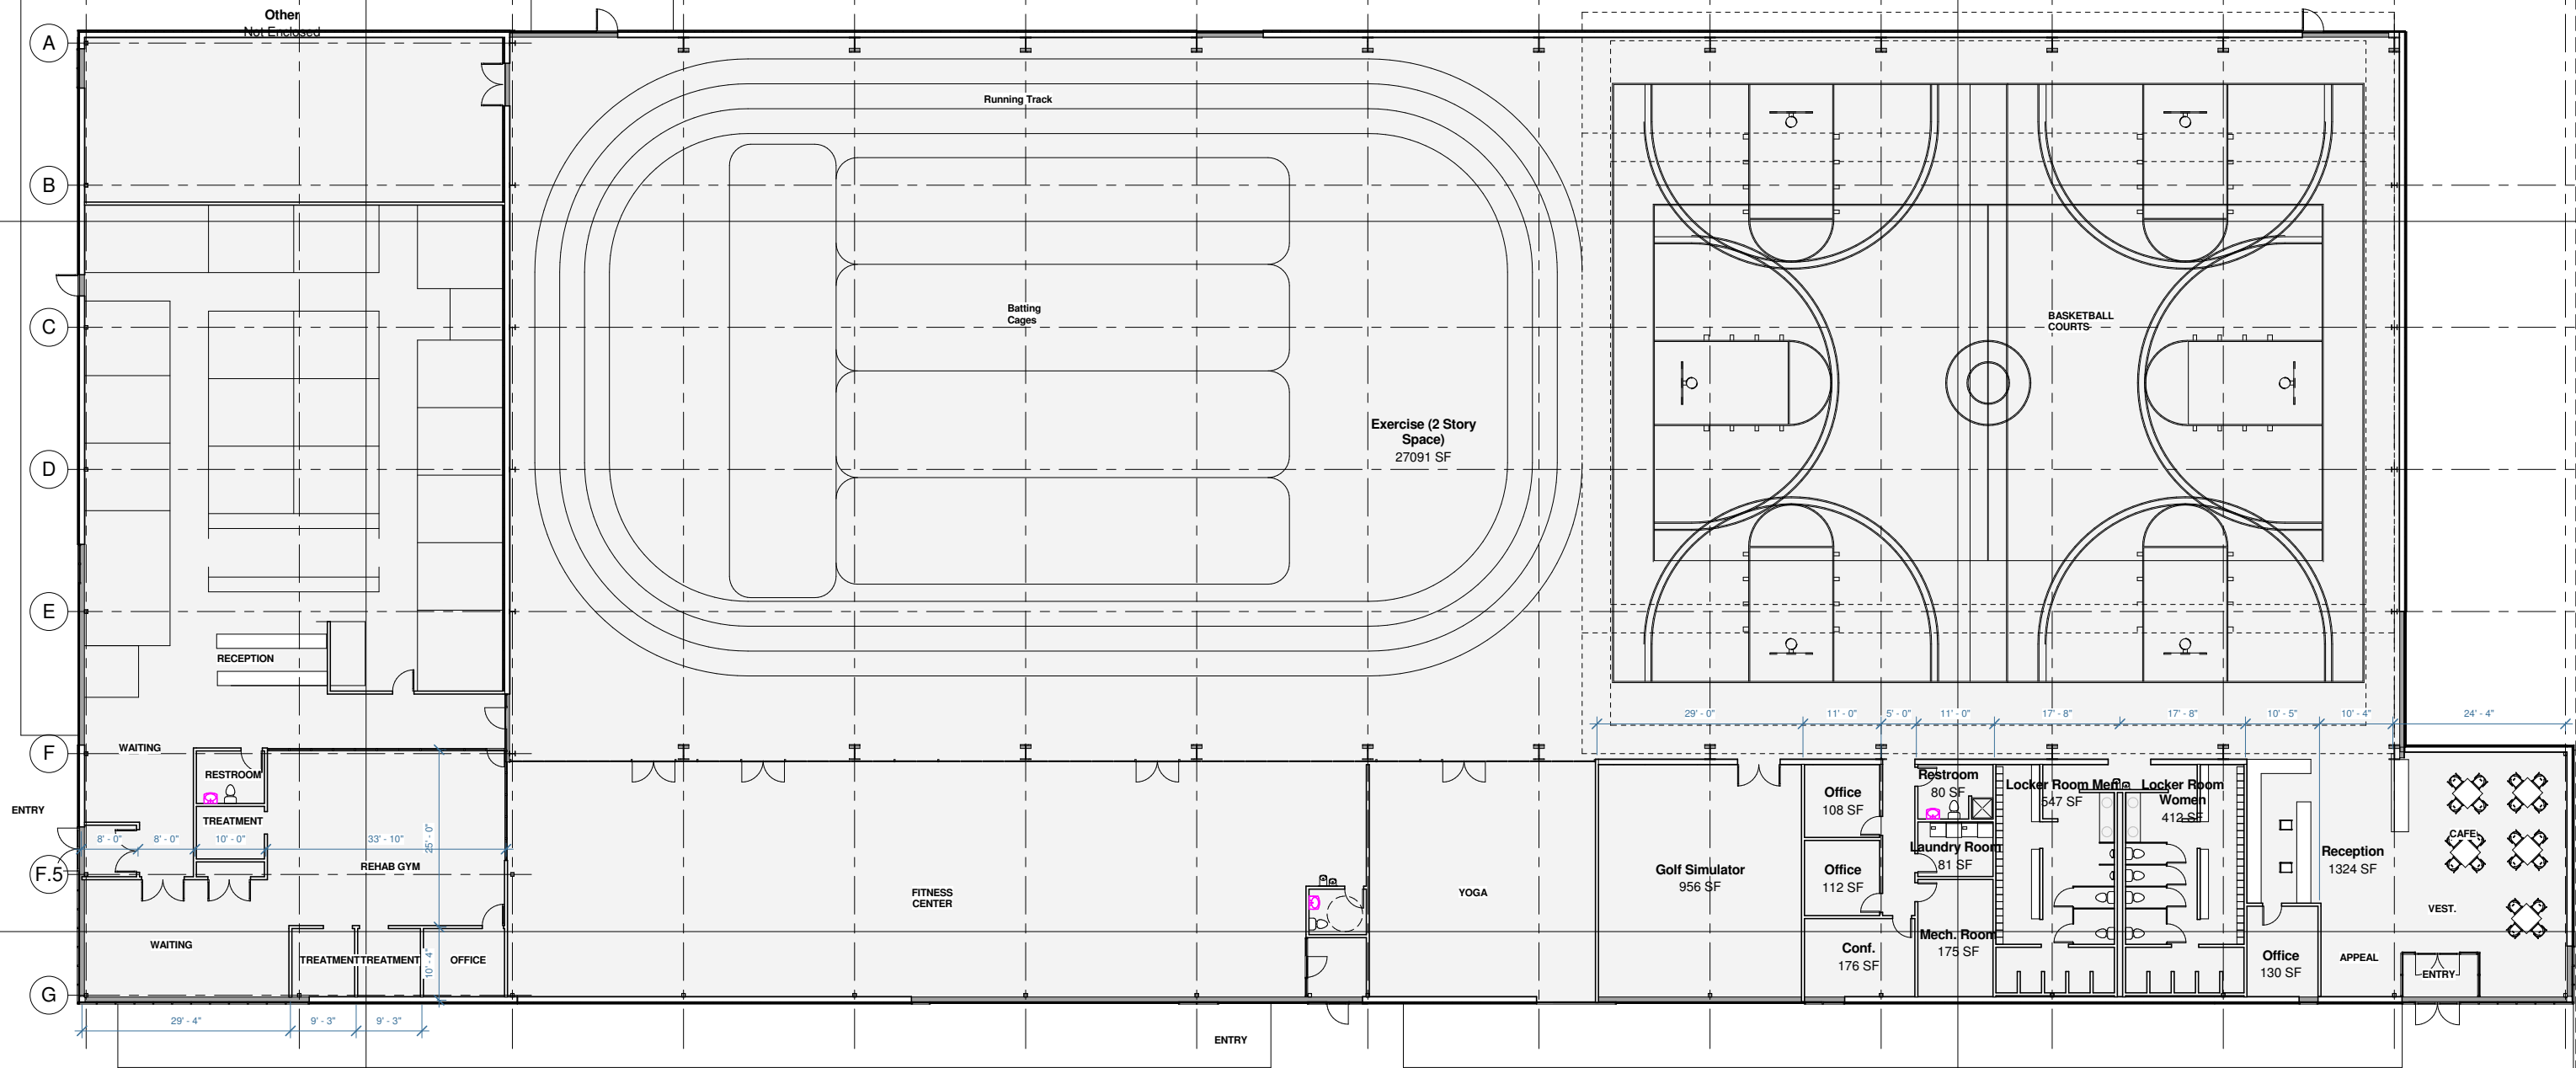 Other
Not Enclosed
A
Running Track
B
Batting
Cages
C
BASKETBALL
COURTS
Exercise (2 Story
Space)
27091 SF
D
E
RECEPTION
29' - 0"
11' - 0"
5' - 0"
11' - 0"
17' - 8"
17' - 8"
10' - 5"
10' - 4"
24' - 4"
F
WAITING
RESTROOM
ENTRY
TREATMENT
8' - 0"
8' - 0"
10' - 0"
33' - 10"
25' - 0"
REHAB GYM
F.5
FITNESS
CENTER
YOGA
Golf Simulator
956 SF
Office
108 SF
Office
112 SF
Conf.
176 SF
Restroom
80 SF
Laundry Room
81 SF
Mech. Room
175 SF
Locker Room Men
547 SF
Locker Room
Women
412 SF
Reception
1324 SF
CAFE
VEST.
Office
130 SF
APPEAL
ENTRY
WAITING
TREATMENT
TREATMENT
OFFICE
10' - 4"
G
29' - 4"
9' - 3"
9' - 3"
ENTRY